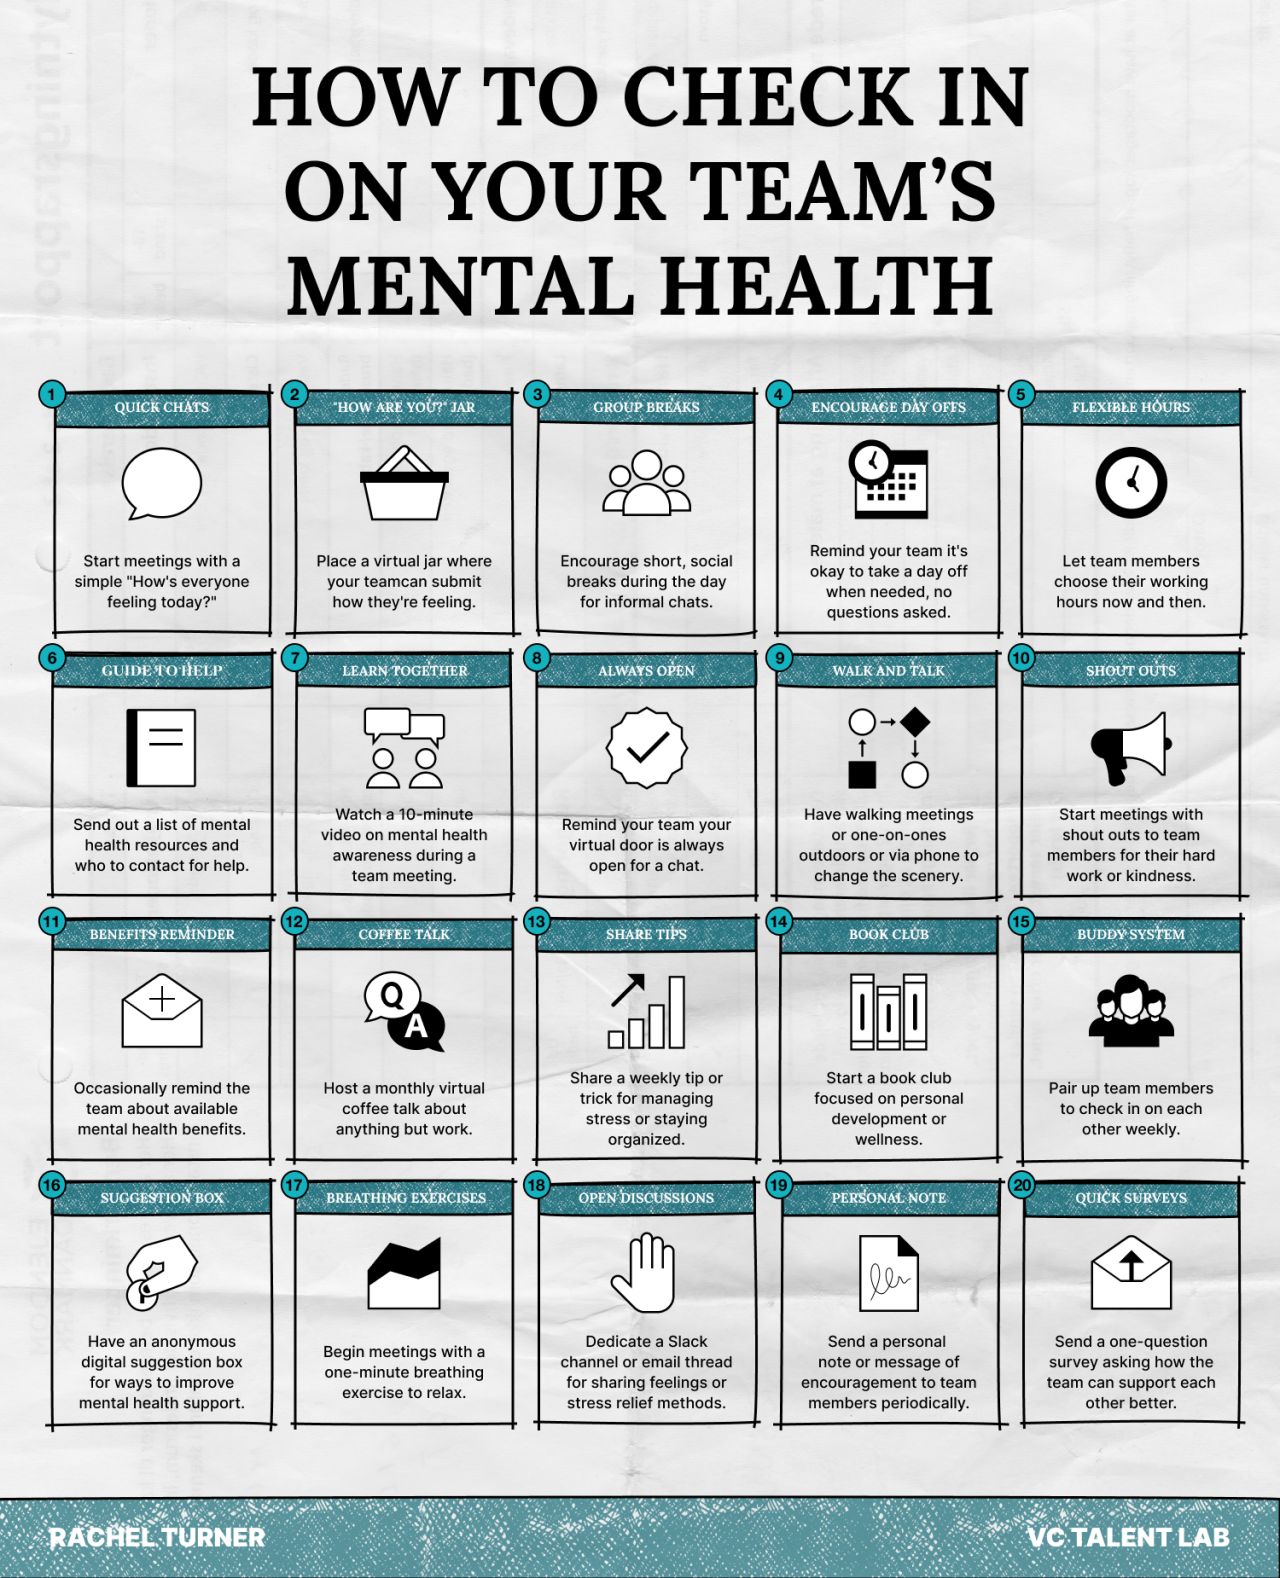 HOW TO CHECK IN
ON YOUR TEAM'S
MENTAL HEALTH
1
QUICK CHATS
Start meetings with a
simple "How's everyone
feeling today?"
2
"HOW ARE YOU?" JAR
Place a virtual jar where
your teamcan submit
how they're feeling.
3
GROUP BREAKS
Encourage short, social
breaks during the day
for informal chats.
4
ENCOURAGE DAY OFFS
Remind your team it's
okay to take a day off
when needed, no
questions asked.
5
FLEXIBLE HOURS
Let team members
choose their working
hours now and then.
6
GUIDE TO HELP
Send out a list of mental
health resources and
who to contact for help.
7
LEARN TOGETHER
Watch a 10-minute
video on mental health
awareness during a
team meeting.
8
ALWAYS OPEN
Remind your team your
virtual door is always
open for a chat.
9
WALK AND TALK
Have walking meetings
or one-on-ones
outdoors or via phone to
change the scenery.
10
SHOUT OUTS
Start meetings with
shout outs to team
members for their hard
work or kindness.
11
BENEFITS REMINDER
Occasionally remind the
team about available
mental health benefits.
12
COFFEE TALK
Q
A
Host a monthly virtual
coffee talk about
anything but work.
13
SHARE TIPS
Share a weekly tip or
trick for managing
stress or staying
organized.
14
BOOK CLUB
Start a book club
focused on personal
development or
wellness.
15
BUDDY SYSTEM
Pair up team members
to check in on each
other weekly.
16
SUGGESTION BOX
Have an anonymous
digital suggestion box
for ways to improve
mental health support.
17
BREATHING EXERCISES
Begin meetings with a
one-minute breathing
exercise to relax.
18
OPEN DISCUSSIONS
Dedicate a Slack
channel or email thread
for sharing feelings or
stress relief methods.
19
PERSONAL NOTE
Send a personal
note or message of
encouragement to team
members periodically.
20
QUICK SURVEYS
Send a one-question
survey asking how the
team can support each
other better.
RACHEL TURNER
VC TALENT LAB